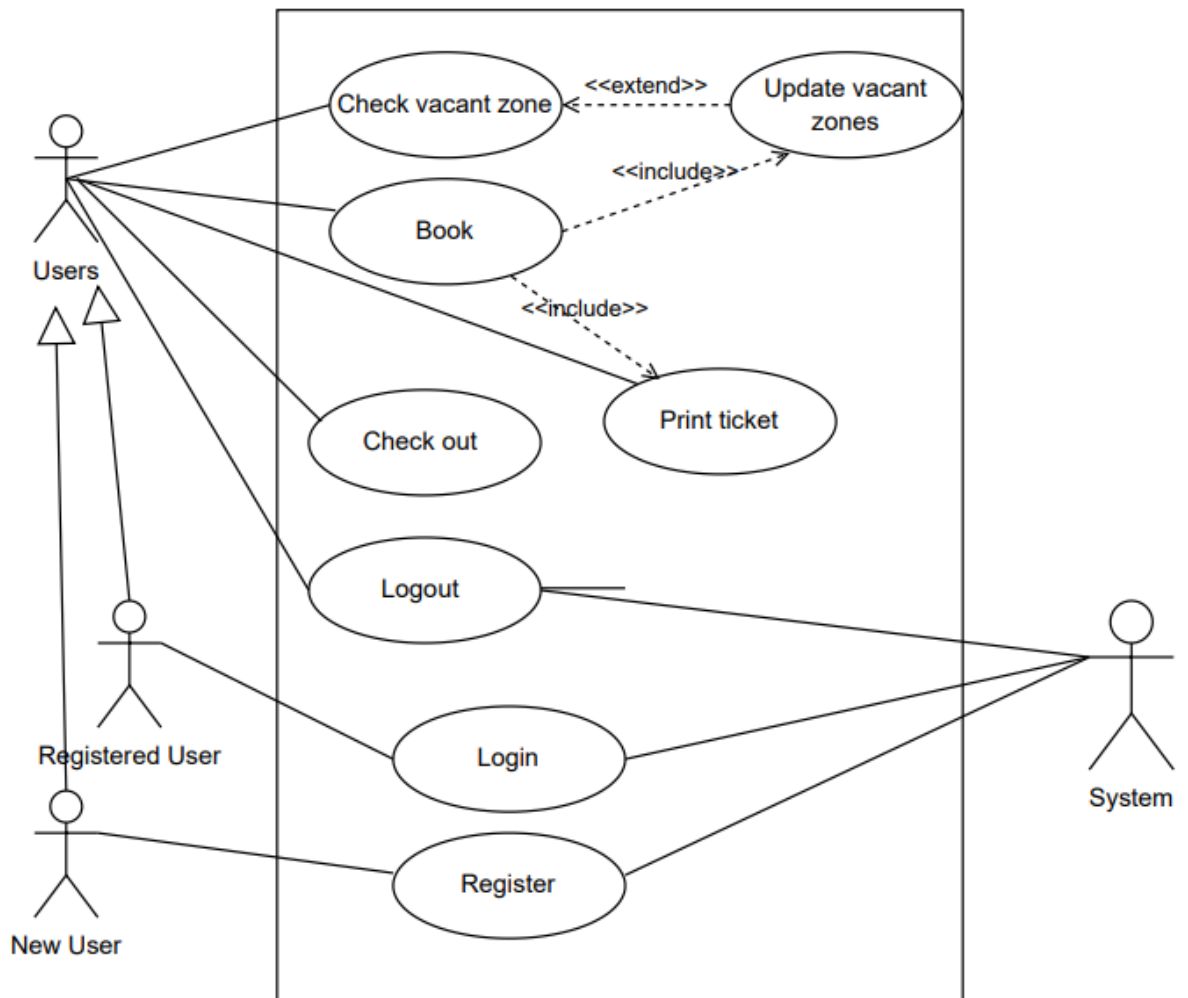 <<extend>>
Update vacant
zones
Check vacant zone
<<include>>
Book
Users
<<include>>
Print ticket
Check out
Logout
Registered User
Login
System
Register
New User